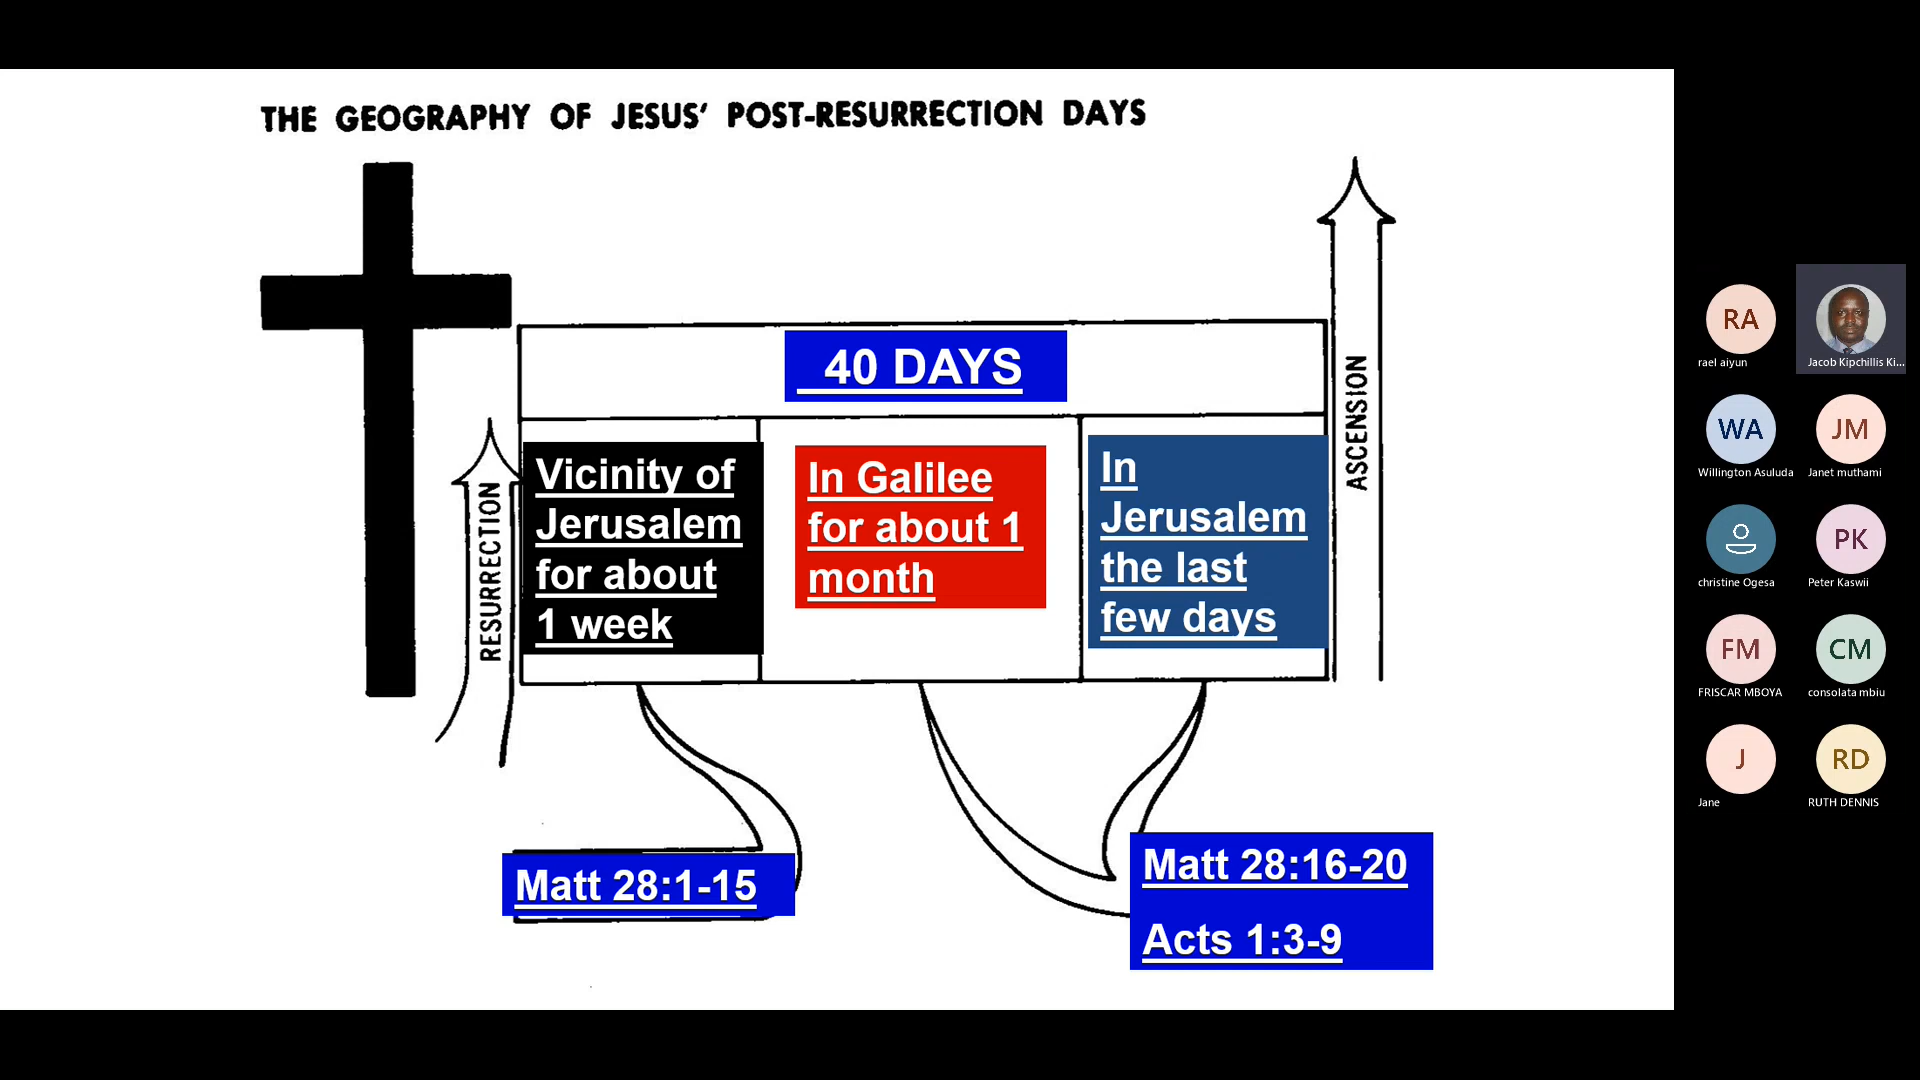 THE GEOGRAPHY OF JESUS' POST-RESURRECTION DAYS
40 DAYS
RESURRECTION
Vicinity of
Jerusalem
for about
1 week
In Galilee
for about 1
month
In
Jerusalem
the last
few days
ASCENSION
Matt 28:1-15
Matt 28:16-20
Acts 1:3-9
RA
rael aiyun
Jacob Kipchillis Ki...
WA
Willington Asuluda
JM
Janet muthami
christine Ogesa
PK
Peter Kaswii
FM
FRISCAR MBOYA
CM
consolata mbiu
J
Jane
RD
RUTH DENNIS